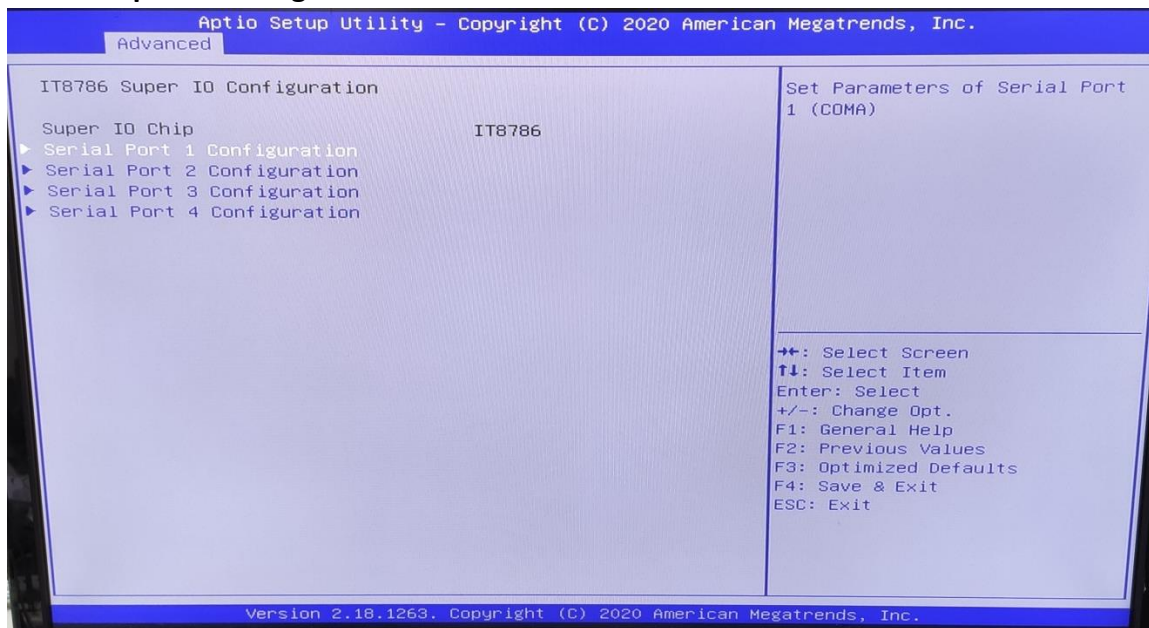 Aptio Setup Utility – Copyright (C) 2020 American Megatrends, Inc.
Advanced
IT8786 Super IO Configuration
Super IO Chip IT8786
▶ Serial Port 1 Configuration
▶ Serial Port 2 Configuration
▶ Serial Port 3 Configuration
▶ Serial Port 4 Configuration
Set Parameters of Serial Port
1 (COMA)
→←: Select Screen
↑↓: Select Item
Enter: Select
+/-: Change Opt.
F1: General Help
F2: Previous Values
F3: Optimized Defaults
F4: Save & Exit
ESC: Exit
Version 2.18.1263. Copyright (C) 2020 American Megatrends, Inc.